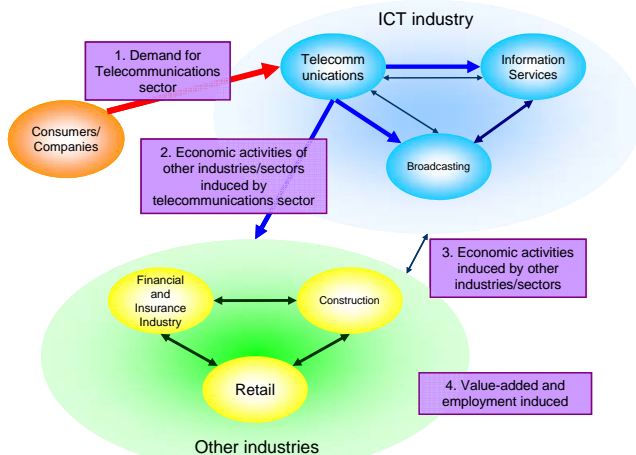 ICT industry
1. Demand for
Telecommunications
sector
Telecomm
unications
Information
Services
Consumers/
Companies
2. Economic activities of
other industries/sectors
induced by
telecommunications sector
Broadcasting
3. Economic activities
induced by other
industries/sectors
Financial
and
Insurance
Industry
Construction
Retail
4. Value-added and
employment induced
Other industries